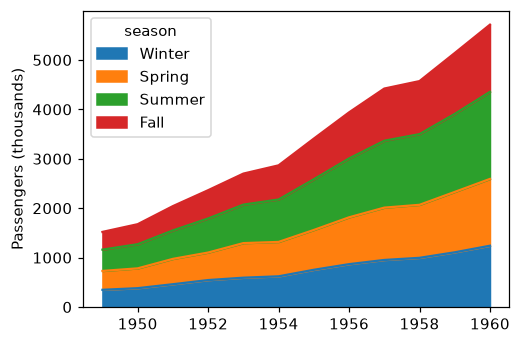 season
Winter
Spring
Summer
Fall
Passengers (thousands)
5000
4000
3000
2000
1000
0
1950 1952 1954 1956 1958 1960